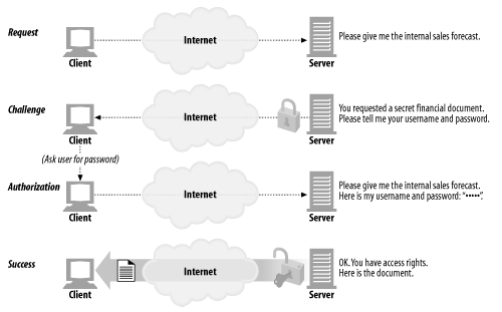 Request
Internet
Please give me the internal sales forecast.
Client
Server
Challenge
Internet
You requested a secret financial document.
Please tell me your username and password.
Client
Server
(Ask user for password)
Authorization
Internet
Please give me the internal sales forecast.
Here is my username and password: "•••••".
Client
Server
Success
Internet
OK. You have access rights.
Here is the document.
Client
Server